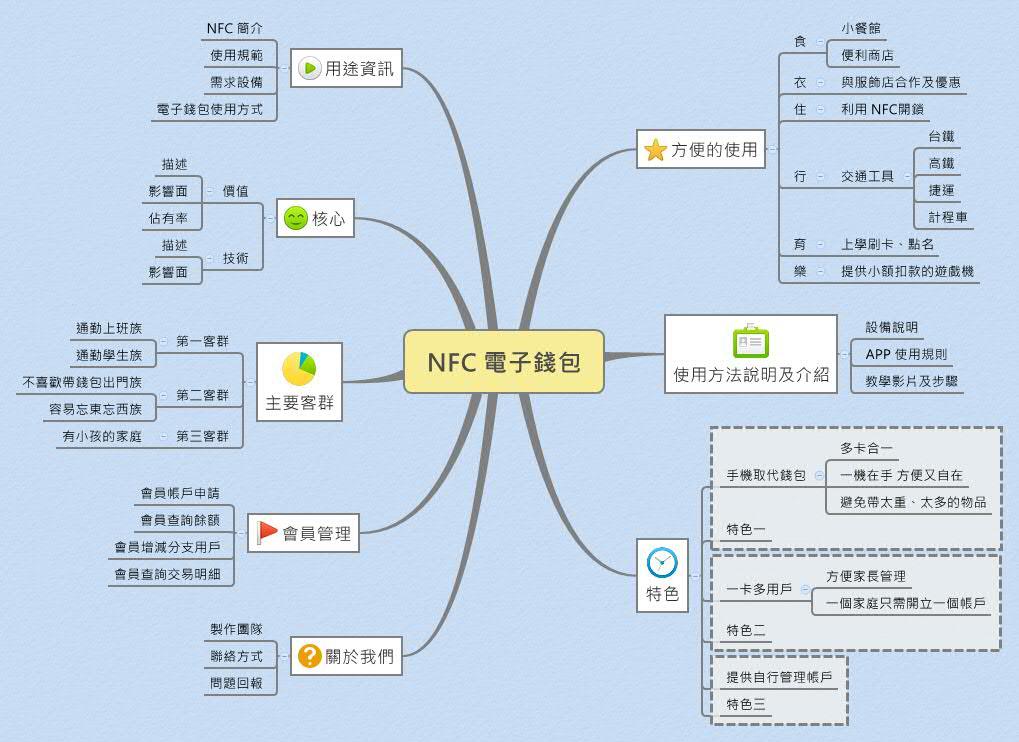 NFC 電子錢包
用途資訊
NFC 簡介
使用規範
需求設備
電子錢包使用方式
核心
價值
描述
影響面
佔有率
技術
描述
影響面
主要客群
第一客群
通勤上班族
通勤學生族
第二客群
不喜歡帶錢包出門族
容易忘東忘西族
第三客群
有小孩的家庭
會員管理
會員帳戶申請
會員查詢餘額
會員增減分支用戶
會員查詢交易明細
關於我們
製作團隊
聯絡方式
問題回報
方便的使用
食
小餐館
便利商店
衣
與服飾店合作及優惠
住
利用 NFC開鎖
行
交通工具
台鐵
高鐵
捷運
計程車
育
上學刷卡、點名
樂
提供小額扣款的遊戲機
使用方法說明及介紹
設備說明
APP 使用規則
教學影片及步驟
特色
手機取代錢包
多卡合一
一機在手 方便又自在
避免帶太重、太多的物品
特色一
一卡多用戶
方便家長管理
一個家庭只需開立一個帳戶
特色二
提供自行管理帳戶
特色三